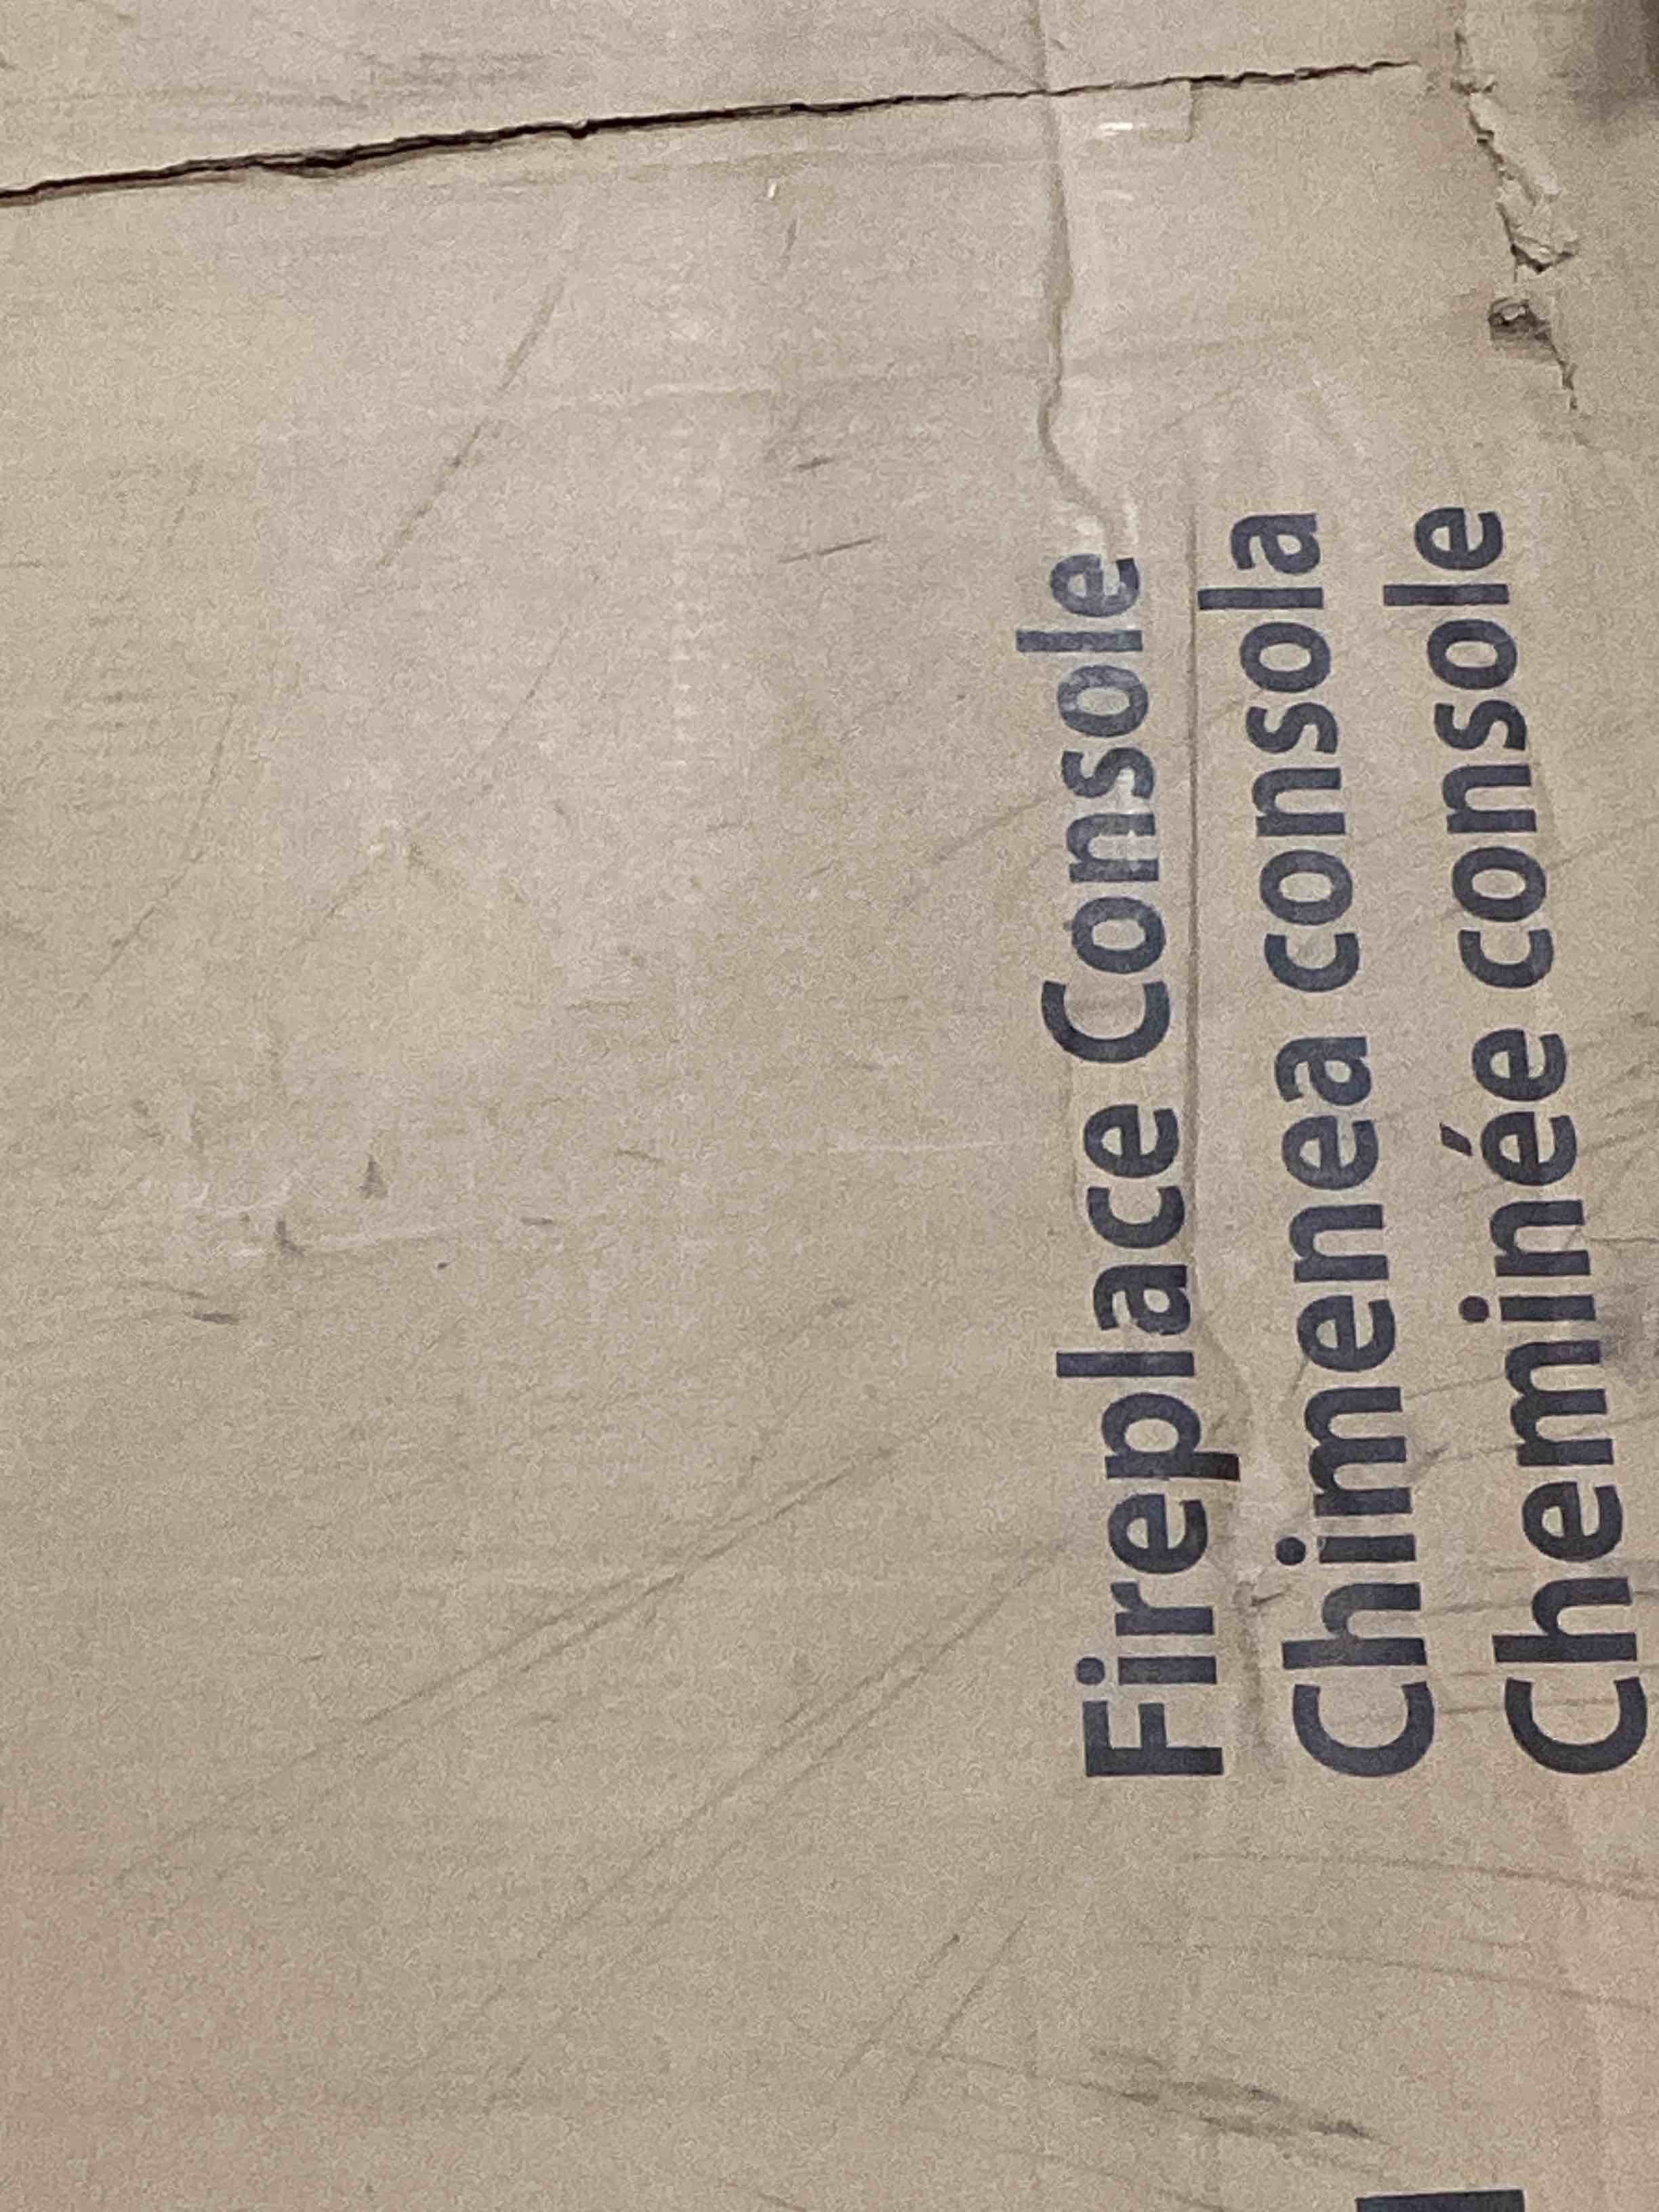 Fireplace Console
Chimenea consola
Cheminée console